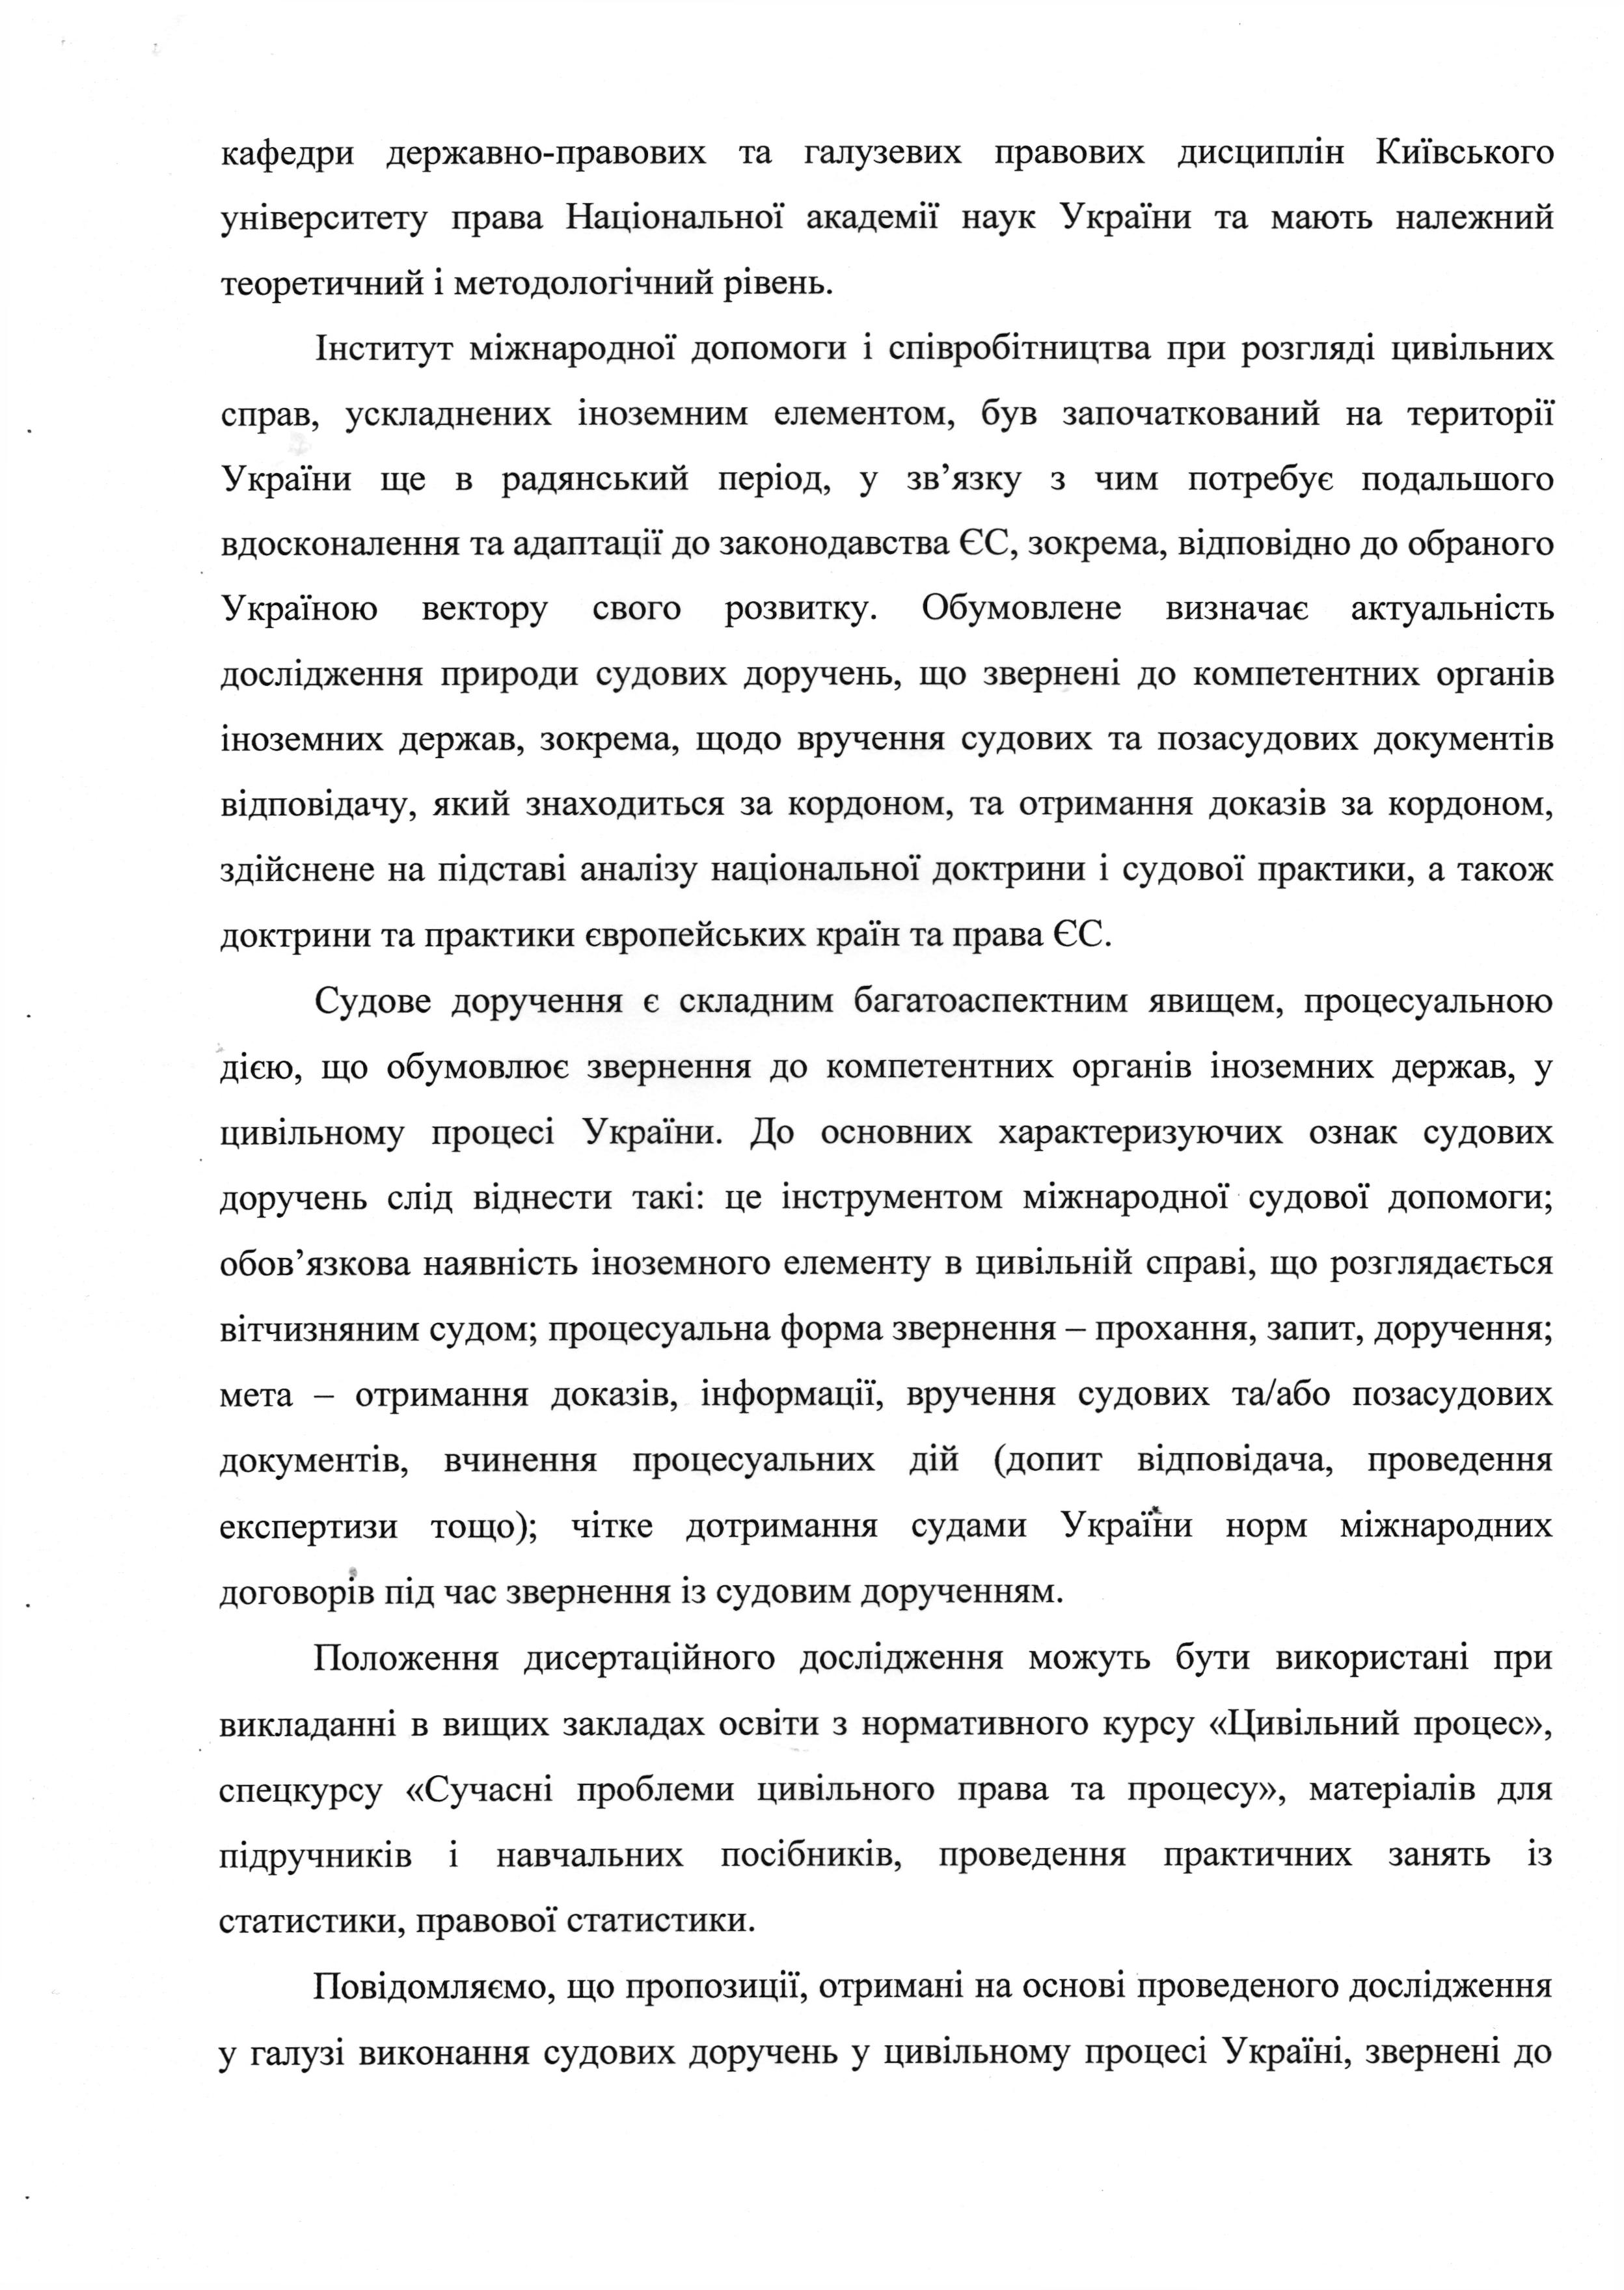 кафедри державно-правових та галузевих правових дисциплін Київського
університету права Національної академії наук України та мають належний
теоретичний і методологічний рівень.
Інститут міжнародної допомоги і співробітництва при розгляді цивільних
справ, ускладнених іноземним елементом, був започаткований на території
України ще в радянський період, у зв’язку з чим потребує подальшого
вдосконалення та адаптації до законодавства ЄС, зокрема, відповідно до обраного
Україною вектору свого розвитку. Обумовлене визначає актуальність
дослідження природи судових доручень, що звернені до компетентних органів
іноземних держав, зокрема, щодо вручення судових та позасудових документів
відповідачу, який знаходиться за кордоном, та отримання доказів за кордоном,
здійснене на підставі аналізу національної доктрини і судової практики, а також
доктрини та практики європейських країн та права ЄС.
Судове доручення є складним багатоаспектним явищем, процесуальною
дією, що обумовлює звернення до компетентних органів іноземних держав, у
цивільному процесі України. До основних характеризуючих ознак судових
доручень слід віднести такі: це інструментом міжнародної судової допомоги;
обов’язкова наявність іноземного елементу в цивільній справі, що розглядається
вітчизняним судом; процесуальна форма звернення – прохання, запит, доручення;
мета – отримання доказів, інформації, вручення судових та/або позасудових
документів, вчинення процесуальних дій (допит відповідача, проведення
експертизи тощо); чітке дотримання судами України норм міжнародних
договорів під час звернення із судовим дорученням.
Положення дисертаційного дослідження можуть бути використані при
викладанні в вищих закладах освіти з нормативного курсу «Цивільний процес»,
спецкурсу «Сучасні проблеми цивільного права та процесу», матеріалів для
підручників і навчальних посібників, проведення практичних занять із
статистики, правової статистики.
Повідомляємо, що пропозиції, отримані на основі проведеного дослідження
у галузі виконання судових доручень у цивільному процесі Україні, звернені до